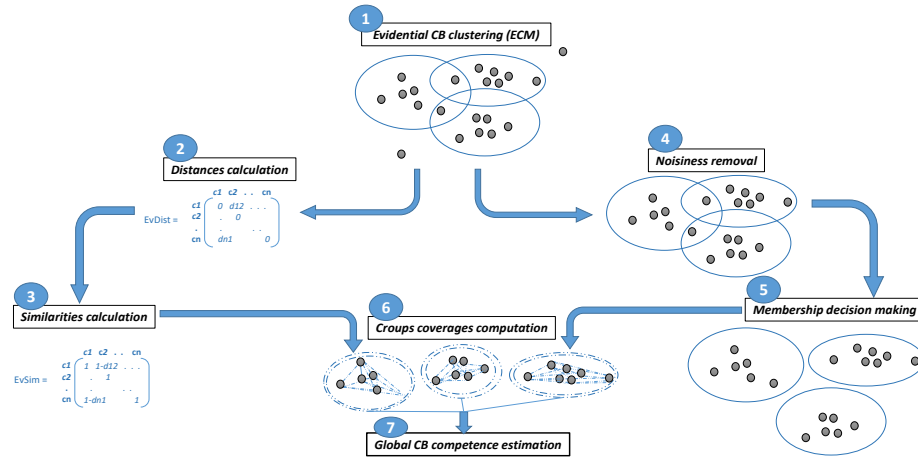 1
Evidential CB clustering (ECM)
2
Distances calculation
c1 c2 . . cn
EvDist =
c1 0 d12 . . .
c2 . 0
. . . .
cn dn1 0
3
Similarities calculation
c1 c2 . . cn
EvSim =
c1 1 1-d12 . . .
c2 . 1
. . . .
cn 1-dn1 1
4
Noisiness removal
5
Membership decision making
6
Croups coverages computation
7
Global CB competence estimation